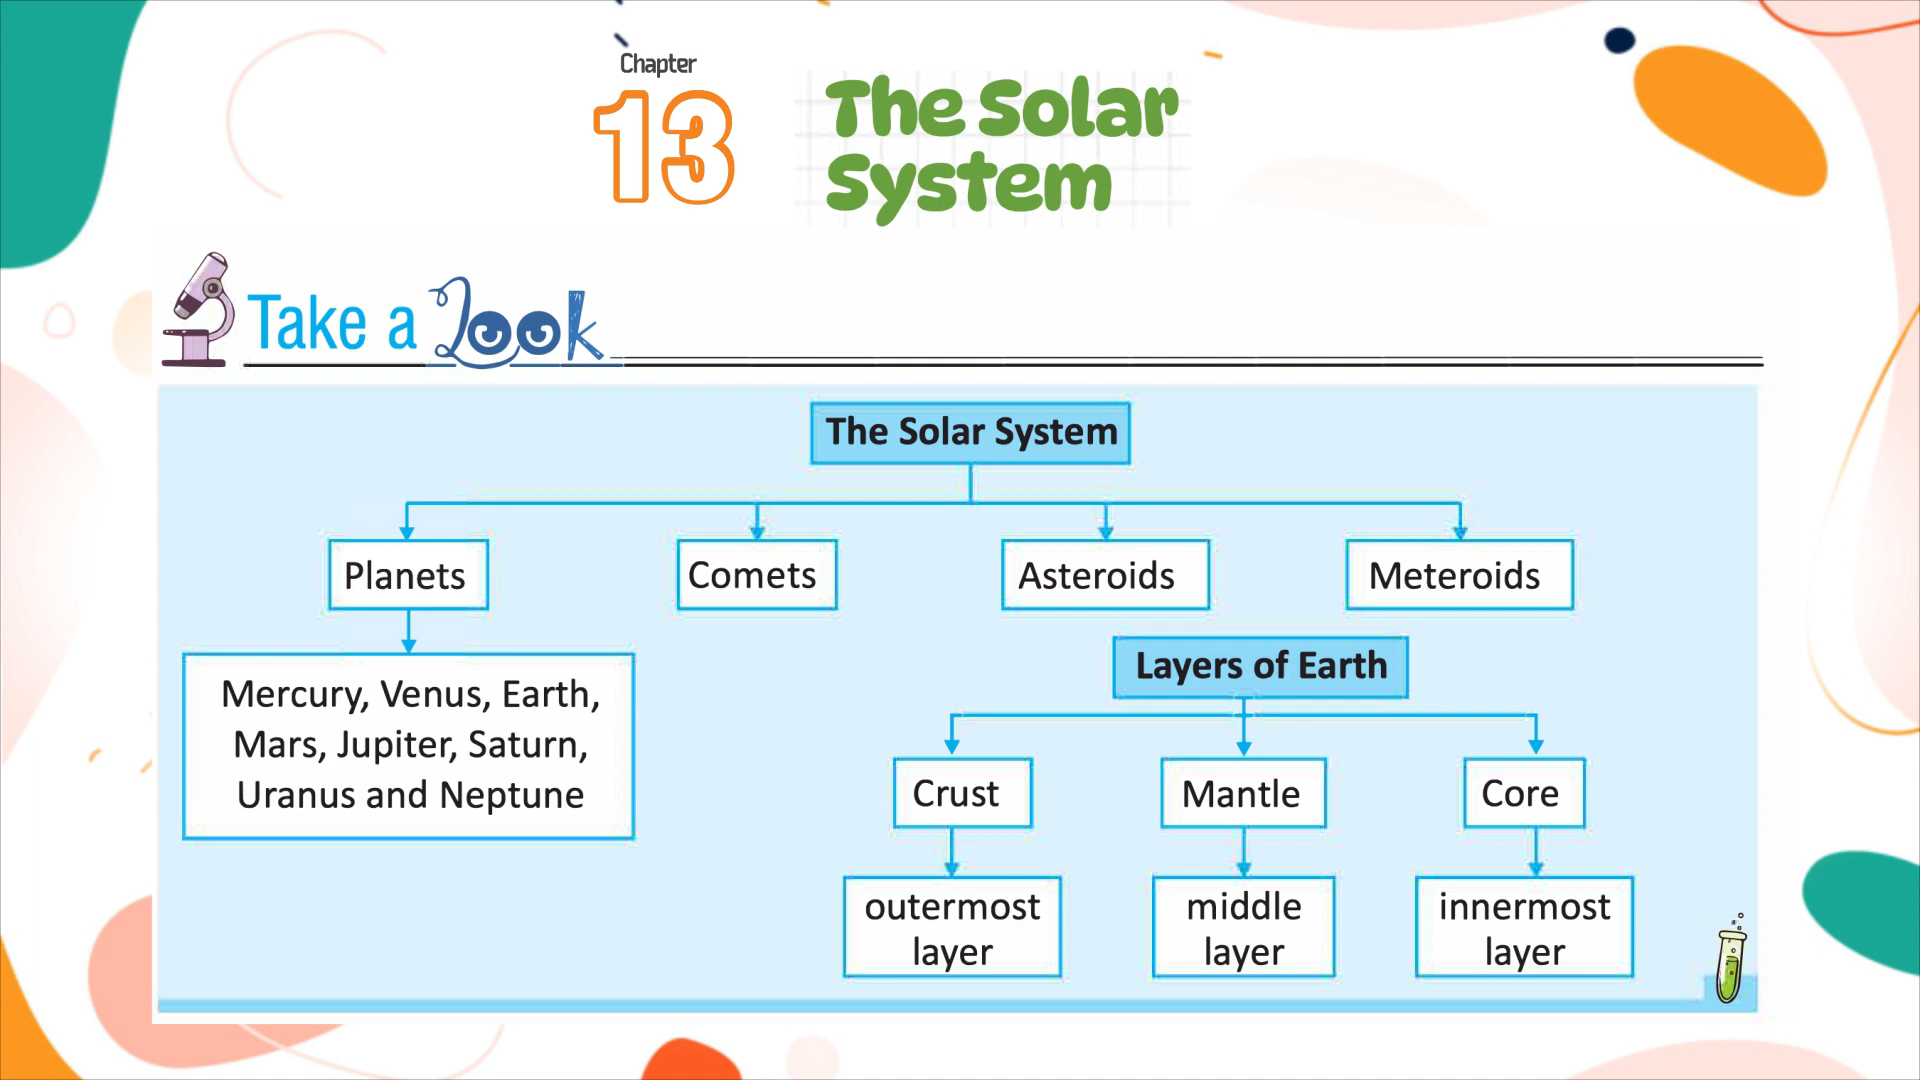 Chapter
13
The Solar
System
Take a Look
The Solar System
Planets
Comets
Asteroids
Meteroids
Mercury, Venus, Earth,
Mars, Jupiter, Saturn,
Uranus and Neptune
Layers of Earth
Crust
Mantle
Core
outermost
layer
middle
layer
innermost
layer